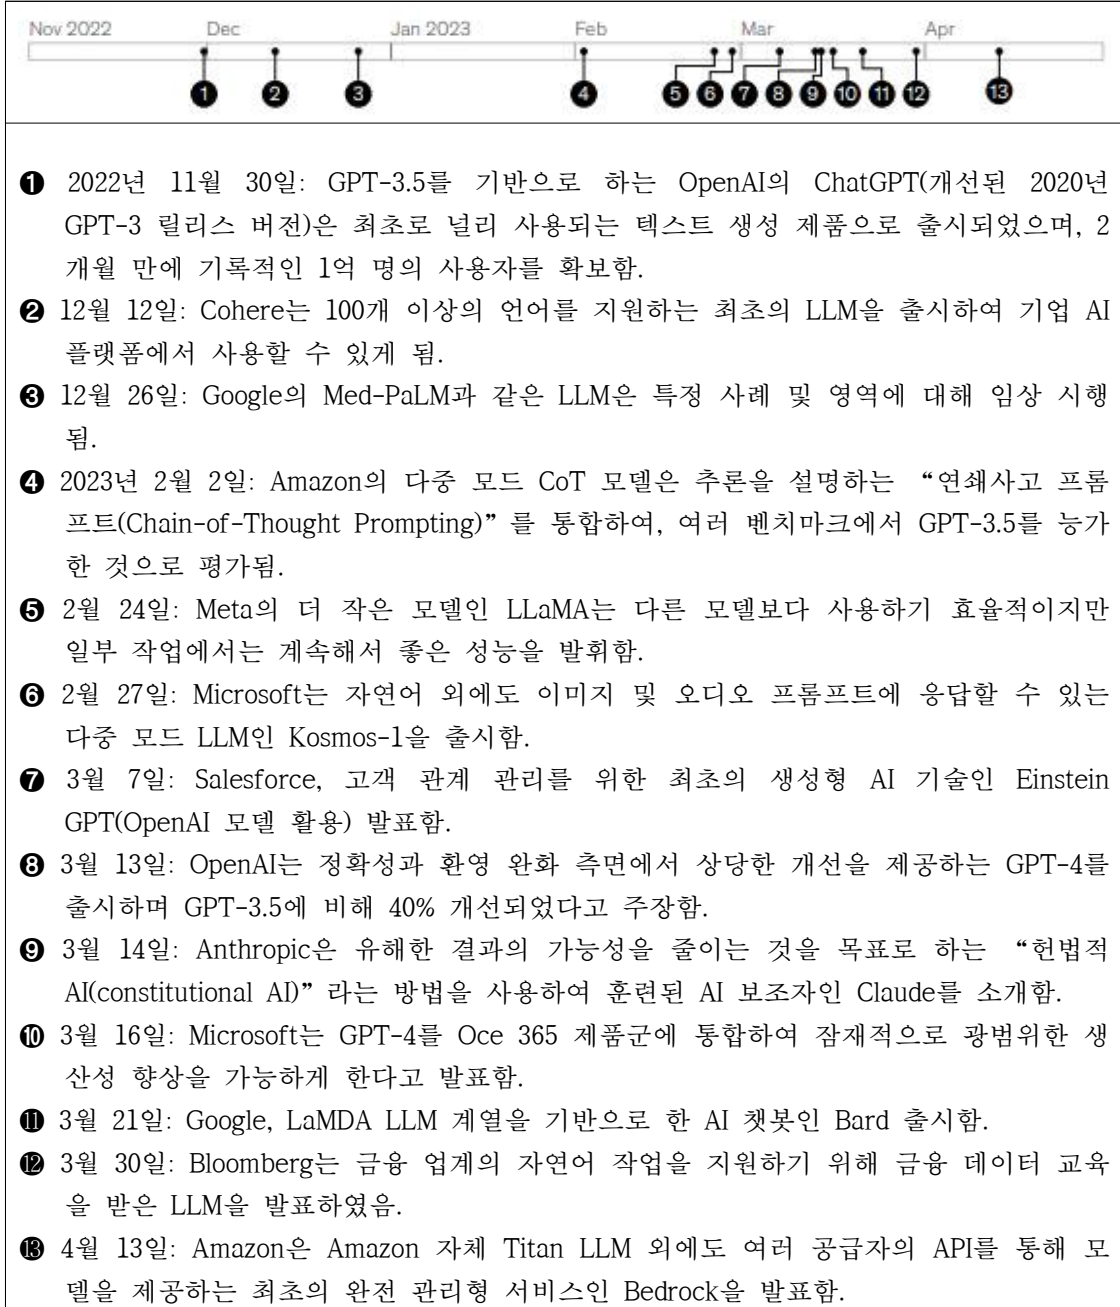 Nov 2022 Dec Jan 2023 Feb Mar Apr
❶ ❷ ❸ ❹ ❺ ❻ ❼ ❽ ❾ ❿ ⓫ ⓬ ⓭
❶ 2022년 11월 30일: GPT-3.5를 기반으로 하는 OpenAI의 ChatGPT(개선된 2020년
GPT-3 릴리스 버전)은 최초로 널리 사용되는 텍스트 생성 제품으로 출시되었으며, 2
개월 만에 기록적인 1억 명의 사용자를 확보함.
❷ 12월 12일: Cohere는 100개 이상의 언어를 지원하는 최초의 LLM을 출시하여 기업 AI
플랫폼에서 사용할 수 있게 됨.
❸ 12월 26일: Google의 Med-PaLM과 같은 LLM은 특정 사례 및 영역에 대해 임상 시행
됨.
❹ 2023년 2월 2일: Amazon의 다중 모드 CoT 모델은 추론을 설명하는 “연쇄사고 프롬
프트(Chain-of-Thought Prompting)”를 통합하여, 여러 벤치마크에서 GPT-3.5를 능가
한 것으로 평가됨.
❺ 2월 24일: Meta의 더 작은 모델인 LLaMA는 다른 모델보다 사용하기 효율적이지만
일부 작업에서는 계속해서 좋은 성능을 발휘함.
❻ 2월 27일: Microsoft는 자연어 외에도 이미지 및 오디오 프롬프트에 응답할 수 있는
다중 모드 LLM인 Kosmos-1을 출시함.
❼ 3월 7일: Salesforce, 고객 관계 관리를 위한 최초의 생성형 AI 기술인 Einstein
GPT(OpenAI 모델 활용) 발표함.
❽ 3월 13일: OpenAI는 정확성과 환영 완화 측면에서 상당한 개선을 제공하는 GPT-4를
출시하며 GPT-3.5에 비해 40% 개선되었다고 주장함.
❾ 3월 14일: Anthropic은 유해한 결과의 가능성을 줄이는 것을 목표로 하는 “헌법적
AI(constitutional AI)”라는 방법을 사용하여 훈련된 AI 보조자인 Claude를 소개함.
❿ 3월 16일: Microsoft는 GPT-4를 Oce 365 제품군에 통합하여 잠재적으로 광범위한 생
산성 향상을 가능하게 한다고 발표함.
⓫ 3월 21일: Google, LaMDA LLM 계열을 기반으로 한 AI 챗봇인 Bard 출시함.
⓬ 3월 30일: Bloomberg는 금융 업계의 자연어 작업을 지원하기 위해 금융 데이터 교육
을 받은 LLM을 발표하였음.
⓭ 4월 13일: Amazon은 Amazon 자체 Titan LLM 외에도 여러 공급자의 API를 통해 모
델을 제공하는 최초의 완전 관리형 서비스인 Bedrock을 발표함.